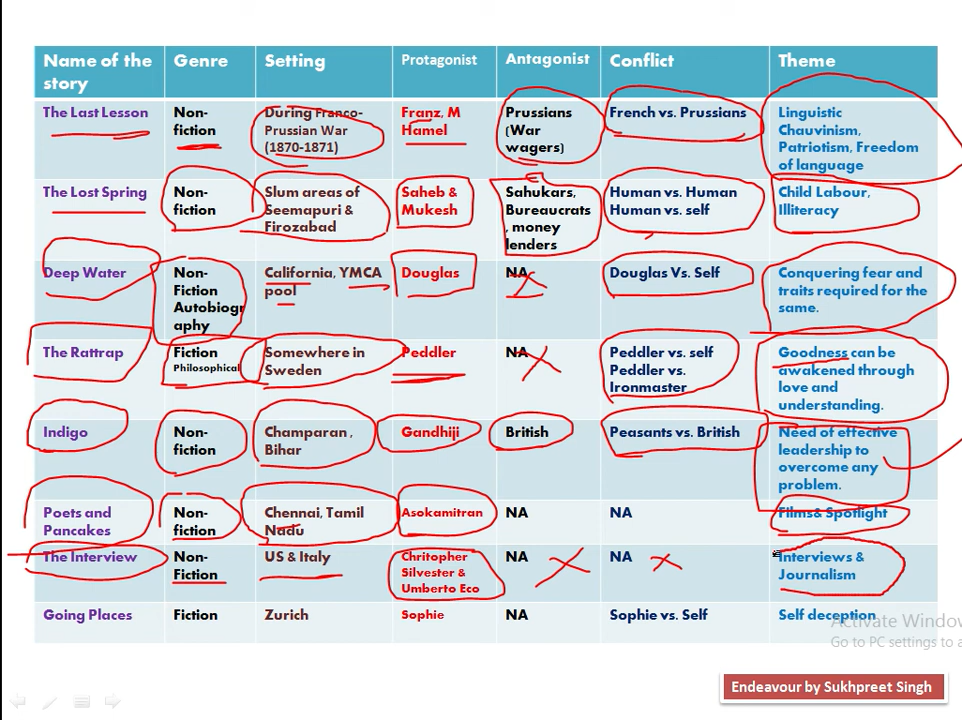 Name of the story Genre Setting Protagonist Antagonist Conflict Theme
The Last Lesson
Non-
fiction
During Franco-
Prussian War
(1870-1871)
Franz, M
Hamel
Prussians
(War
wagers)
French vs. Prussians
Linguistic
Chauvinism,
Patriotism, Freedom
of language
The Lost Spring
Non-
fiction
Slum areas of
Seemapuri &
Firozabad
Saheb &
Mukesh
Sahukars,
Bureaucrats
, money
lenders
Human vs. Human
Human vs. self
Child Labour,
Illiteracy
Deep Water
Non-
Fiction
Autobiogr
aphy
California, YMCA
pool
Douglas
NA
Douglas Vs. Self
Conquering fear and
traits required for the
same.
The Rattrap
Fiction
Philosophical
Somewhere in
Sweden
Peddler
NA
Peddler vs. self
Peddler vs.
Ironmaster
Goodness can be
awakened through
love and
understanding.
Indigo
Non-
fiction
Champaran ,
Bihar
Gandhiji
British
Peasants vs. British
Need of effective
leadership to
overcome any
problem.
Poets and
Pancakes
Non-
fiction
Chennai, Tamil
Nadu
Asokamitran
NA
NA
Films& Spotlight
The Interview
Non-
Fiction
US & Italy
Chritopher
Silvester &
Umberto Eco
NA
NA
Interviews &
Journalism
Going Places
Fiction
Zurich
Sophie
NA
Sophie vs. Self
Self deception
Activate Window
Go to PC settings to a
Endeavour by Sukhpreet Singh